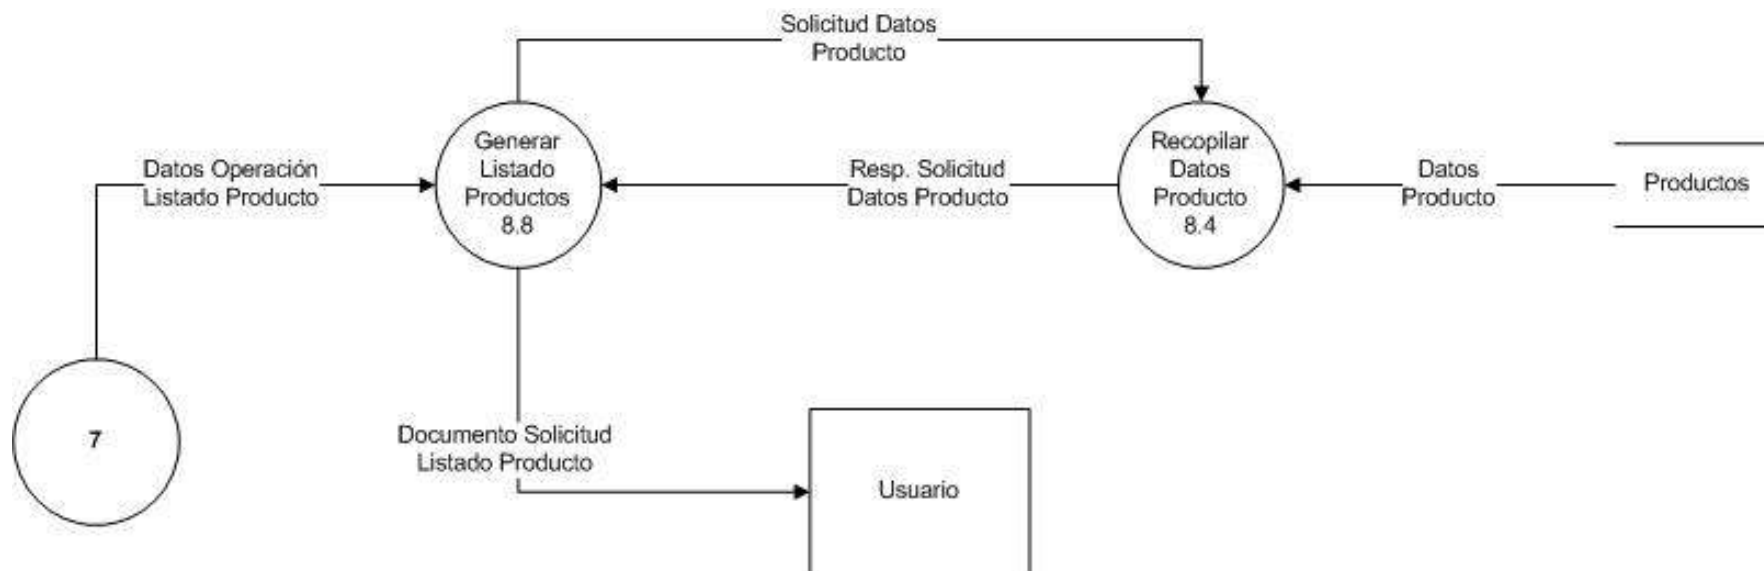 Solicitud Datos
Producto
Generar
Listado
Productos
8.8
Recopilar
Datos
Producto
8.4
Datos Operación
Listado Producto
Resp. Solicitud
Datos Producto
Datos
Producto
Productos
7
Documento Solicitud
Listado Producto
Usuario